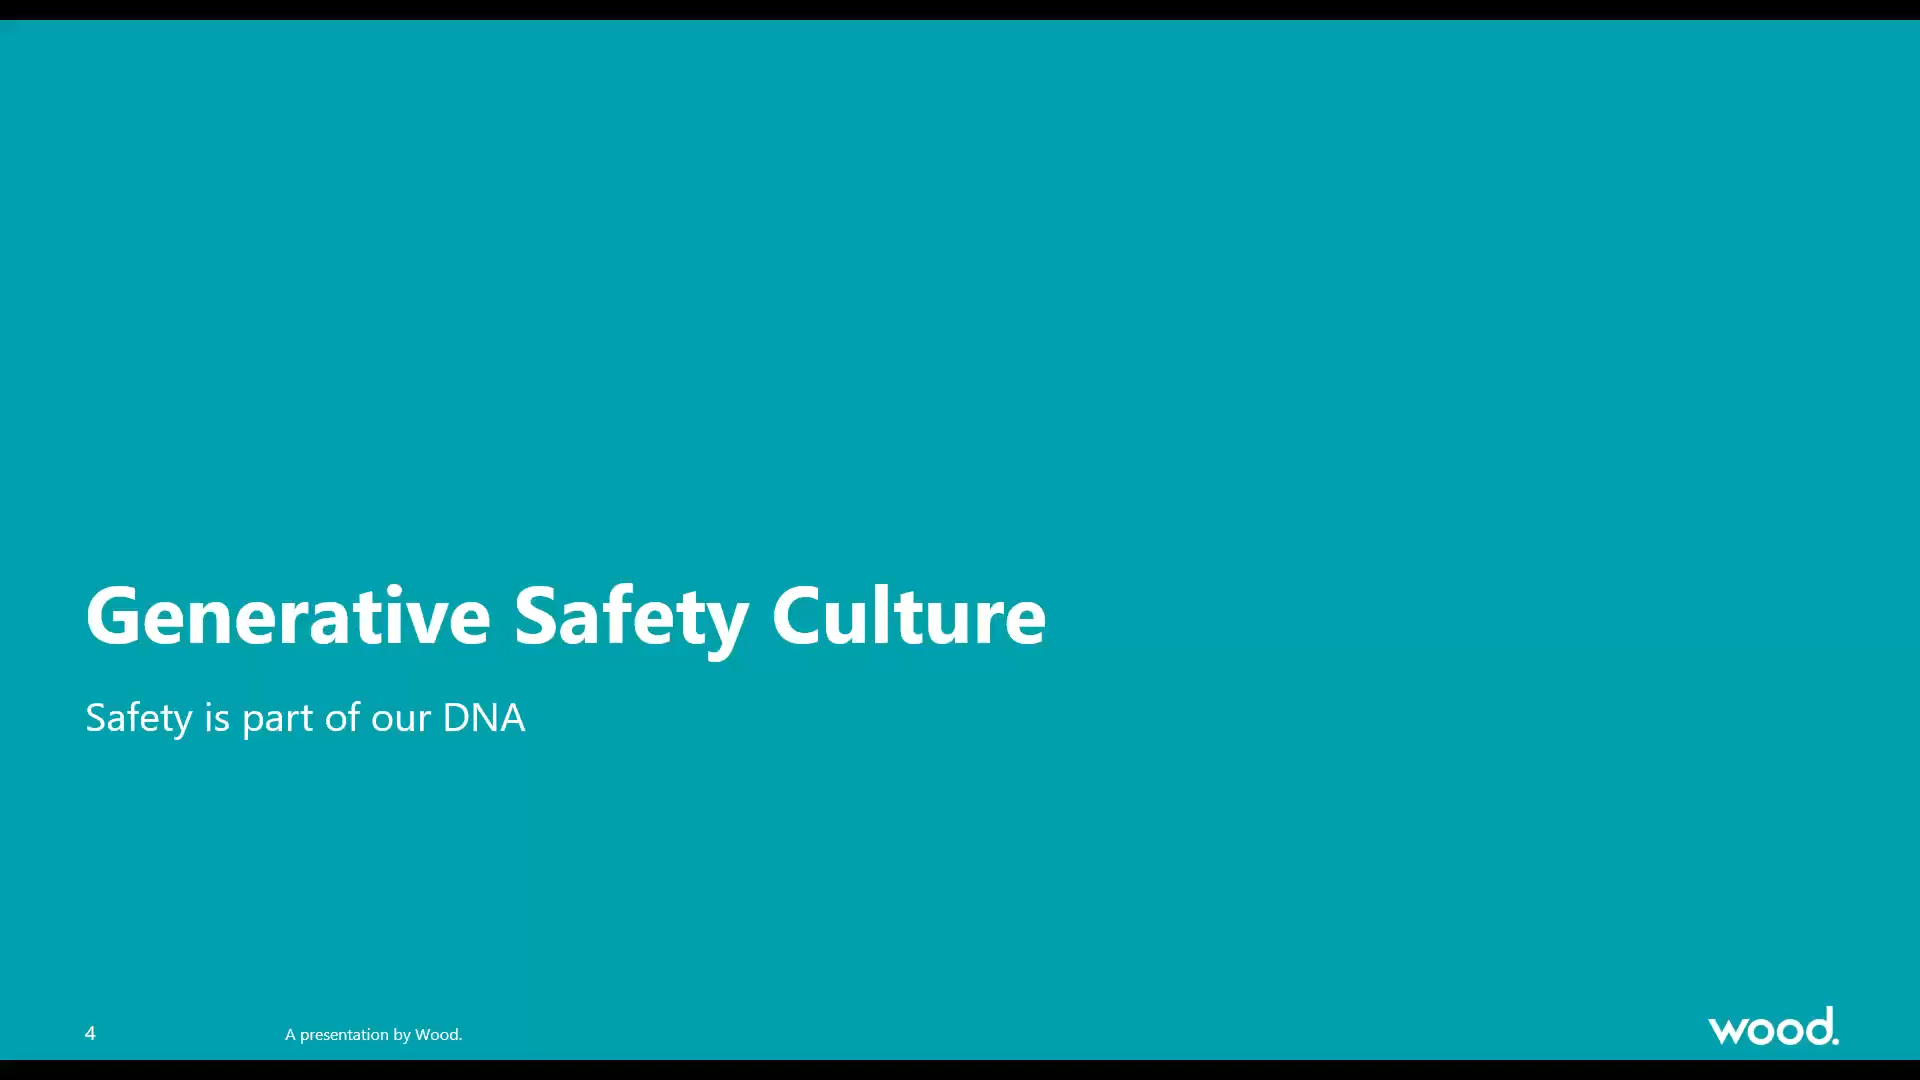 Generative Safety Culture
Safety is part of our DNA
4
A presentation by Wood.
wood.